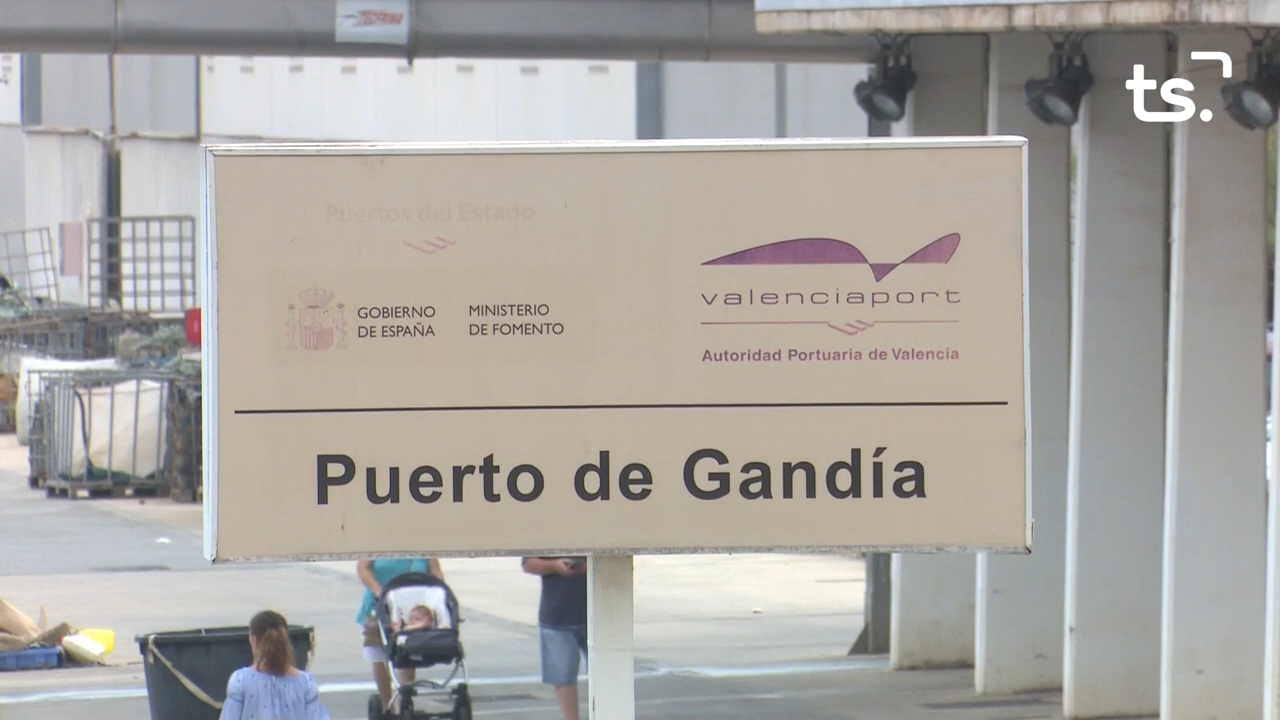 ts.
Puertos del Estado
GOBIERNO
DE ESPAÑA
MINISTERIO
DE FOMENTO
valenciaport
Autoridad Portuaria de Valencia
Puerto de Gandía